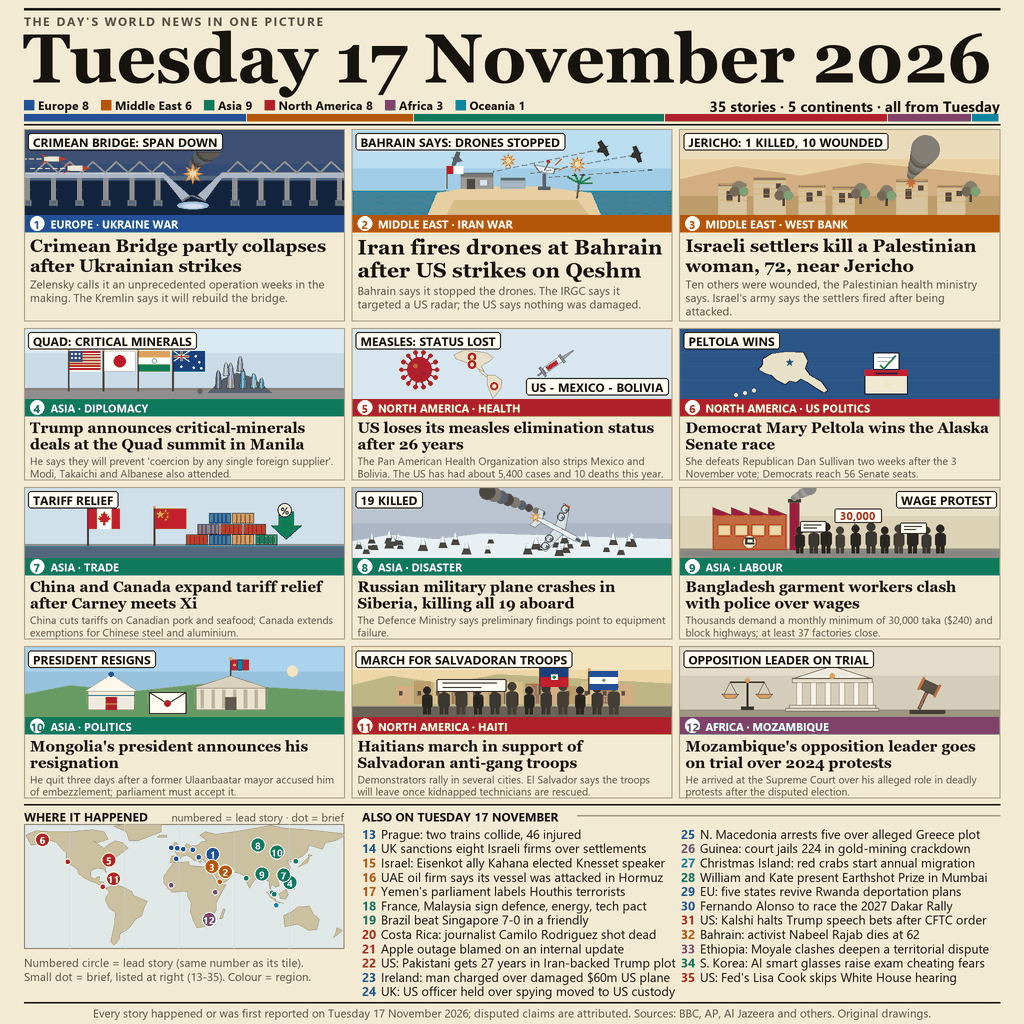 THE DAY'S WORLD NEWS IN ONE PICTURE
Tuesday 17 November 2026
Europe 8 Middle East 6 Asia 9 North America 8 Africa 3 Oceania 1
35 stories · 5 continents · all from Tuesday
CRIMEAN BRIDGE: SPAN DOWN
1 EUROPE · UKRAINE WAR
Crimean Bridge partly collapses
after Ukrainian strikes
Zelensky calls it an unprecedented operation weeks in the
making. The Kremlin says it will rebuild the bridge.
BAHRAIN SAYS: DRONES STOPPED
2 MIDDLE EAST · IRAN WAR
Iran fires drones at Bahrain
after US strikes on Qeshm
Bahrain says it stopped the drones. The IRGC says it
targeted a US radar; the US says nothing was damaged.
JERICHO: 1 KILLED, 10 WOUNDED
3 MIDDLE EAST · WEST BANK
Israeli settlers kill a Palestinian
woman, 72, near Jericho
Ten others were wounded, the Palestinian health ministry
says. Israel's army says the settlers fired after being
attacked.
QUAD: CRITICAL MINERALS
4 ASIA · DIPLOMACY
Trump announces critical-minerals
deals at the Quad summit in Manila
He says they will prevent 'coercion by any single foreign supplier'.
Modi, Takaichi and Albanese also attended.
MEASLES: STATUS LOST
US - MEXICO - BOLIVIA
5 NORTH AMERICA · HEALTH
US loses its measles elimination status
after 26 years
The Pan American Health Organization also strips Mexico and
Bolivia. The US has had about 5,400 cases and 10 deaths this year.
PELTOLA WINS
6 NORTH AMERICA · US POLITICS
Democrat Mary Peltola wins the Alaska
Senate race
She defeats Republican Dan Sullivan two weeks after the 3
November vote; Democrats reach 56 Senate seats.
TARIFF RELIEF
%
7 ASIA · TRADE
China and Canada expand tariff relief
after Carney meets Xi
China cuts tariffs on Canadian pork and seafood; Canada extends
exemptions for Chinese steel and aluminium.
19 KILLED
8 ASIA · DISASTER
Russian military plane crashes in
Siberia, killing all 19 aboard
The Defence Ministry says preliminary findings point to equipment
failure.
WAGE PROTEST
30,000
9 ASIA · LABOUR
Bangladesh garment workers clash
with police over wages
Thousands demand a monthly minimum of 30,000 taka ($240) and
block highways; at least 37 factories close.
PRESIDENT RESIGNS
10 ASIA · POLITICS
Mongolia's president announces his
resignation
He quit three days after a former Ulaanbaatar mayor accused him
of embezzlement; parliament must accept it.
MARCH FOR SALVADORAN TROOPS
11 NORTH AMERICA · HAITI
Haitians march in support of
Salvadoran anti-gang troops
Demonstrators rally in several cities. El Salvador says the troops
will leave once kidnapped technicians are rescued.
OPPOSITION LEADER ON TRIAL
12 AFRICA · MOZAMBIQUE
Mozambique's opposition leader goes
on trial over 2024 protests
He arrived at the Supreme Court over his alleged role in deadly
protests after the disputed election.
WHERE IT HAPPENED numbered = lead story · dot = brief
6
5
11
1
3
2
8
10
9
7
4
12
Numbered circle = lead story (same number as its tile).
Small dot = brief, listed at right (13-35). Colour = region.
ALSO ON TUESDAY 17 NOVEMBER
13 Prague: two trains collide, 46 injured
14 UK sanctions eight Israeli firms over settlements
15 Israel: Eisenkot ally Kahana elected Knesset speaker
16 UAE oil firm says its vessel was attacked in Hormuz
17 Yemen's parliament labels Houthis terrorists
18 France, Malaysia sign defence, energy, tech pact
19 Brazil beat Singapore 7-0 in a friendly
20 Costa Rica: journalist Camilo Rodriguez shot dead
21 Apple outage blamed on an internal update
22 US: Pakistani gets 27 years in Iran-backed Trump plot
23 Ireland: man charged over damaged $60m US plane
24 UK: US officer held over spying moved to US custody
25 N. Macedonia arrests five over alleged Greece plot
26 Guinea: court jails 224 in gold-mining crackdown
27 Christmas Island: red crabs start annual migration
28 William and Kate present Earthshot Prize in Mumbai
29 EU: five states revive Rwanda deportation plans
30 Fernando Alonso to race the 2027 Dakar Rally
31 US: Kalshi halts Trump speech bets after CFTC order
32 Bahrain: activist Nabeel Rajab dies at 62
33 Ethiopia: Moyale clashes deepen a territorial dispute
34 S. Korea: AI smart glasses raise exam cheating fears
35 US: Fed's Lisa Cook skips White House hearing
Every story happened or was first reported on Tuesday 17 November 2026; disputed claims are attributed. Sources: BBC, AP, Al Jazeera and others. Original drawings.